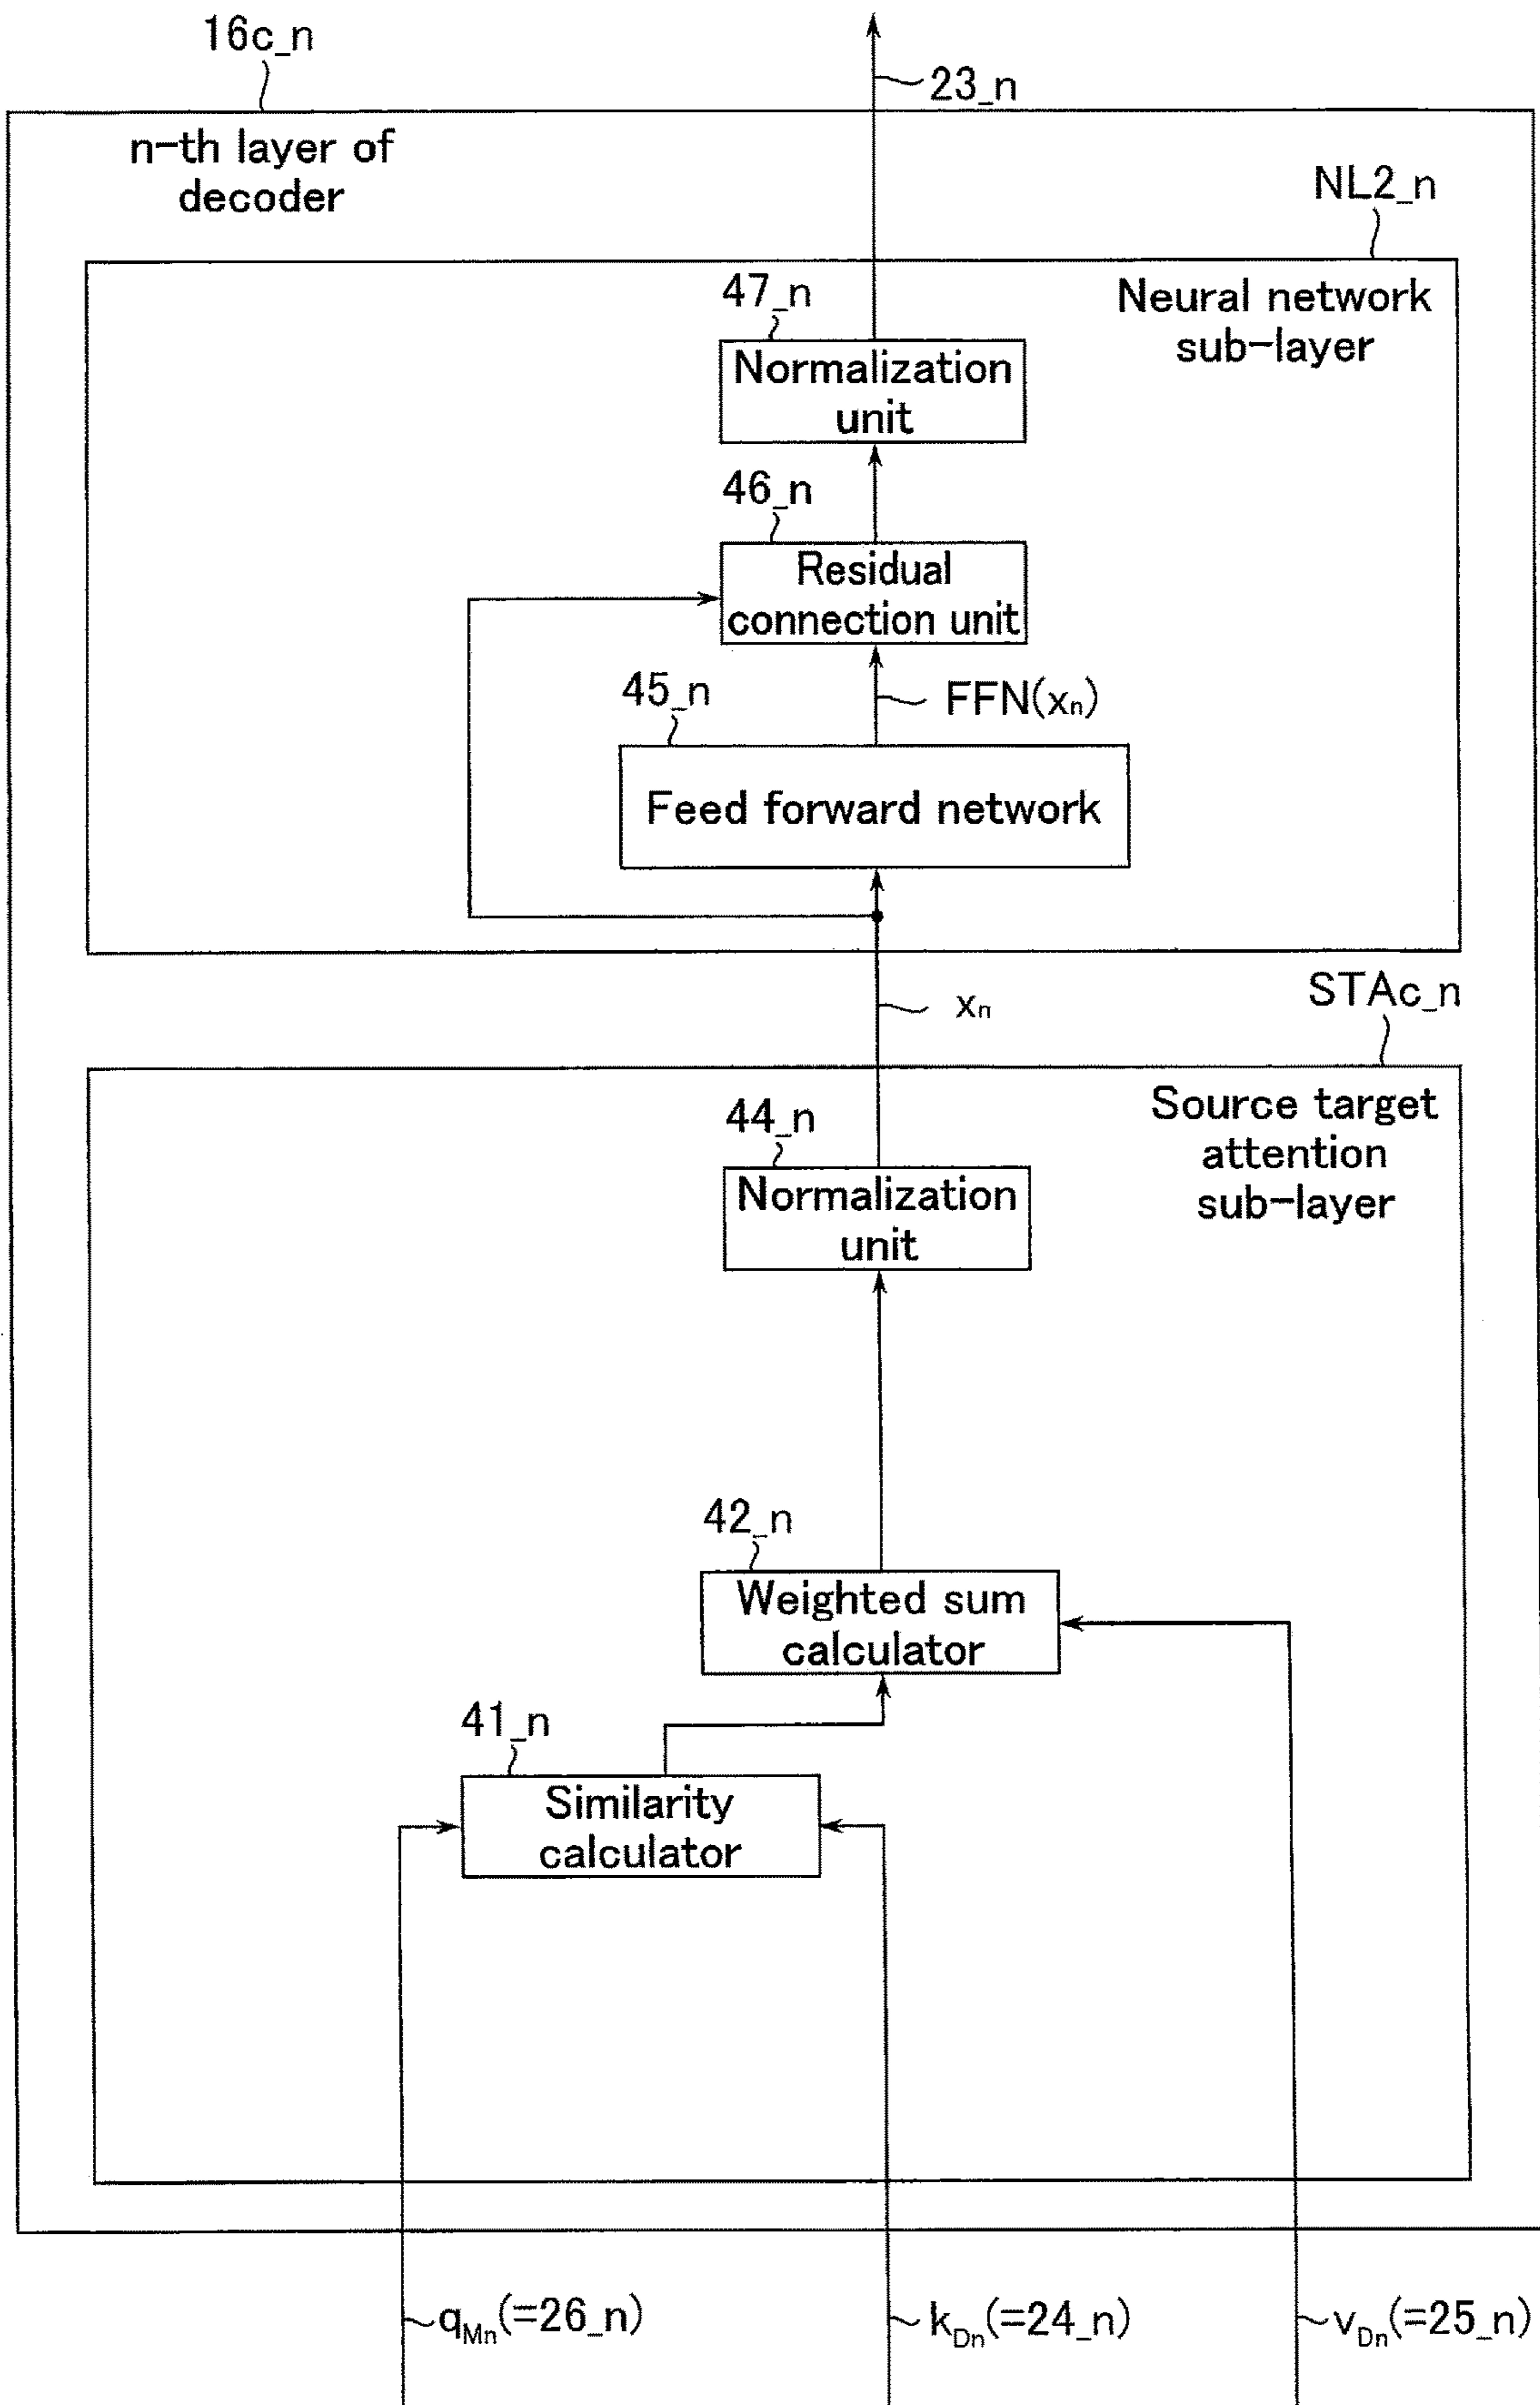 16c_n
23_n
n-th layer of
decoder
NL2_n
Neural network
sub-layer
47_n
Normalization
unit
46_n
Residual
connection unit
45_n
FFN(xn)
Feed forward network
xn
STAc_n
Source target
attention
sub-layer
44_n
Normalization
unit
42_n
Weighted sum
calculator
41_n
Similarity
calculator
qMn(=26_n)
kDn(=24_n)
vDn(=25_n)